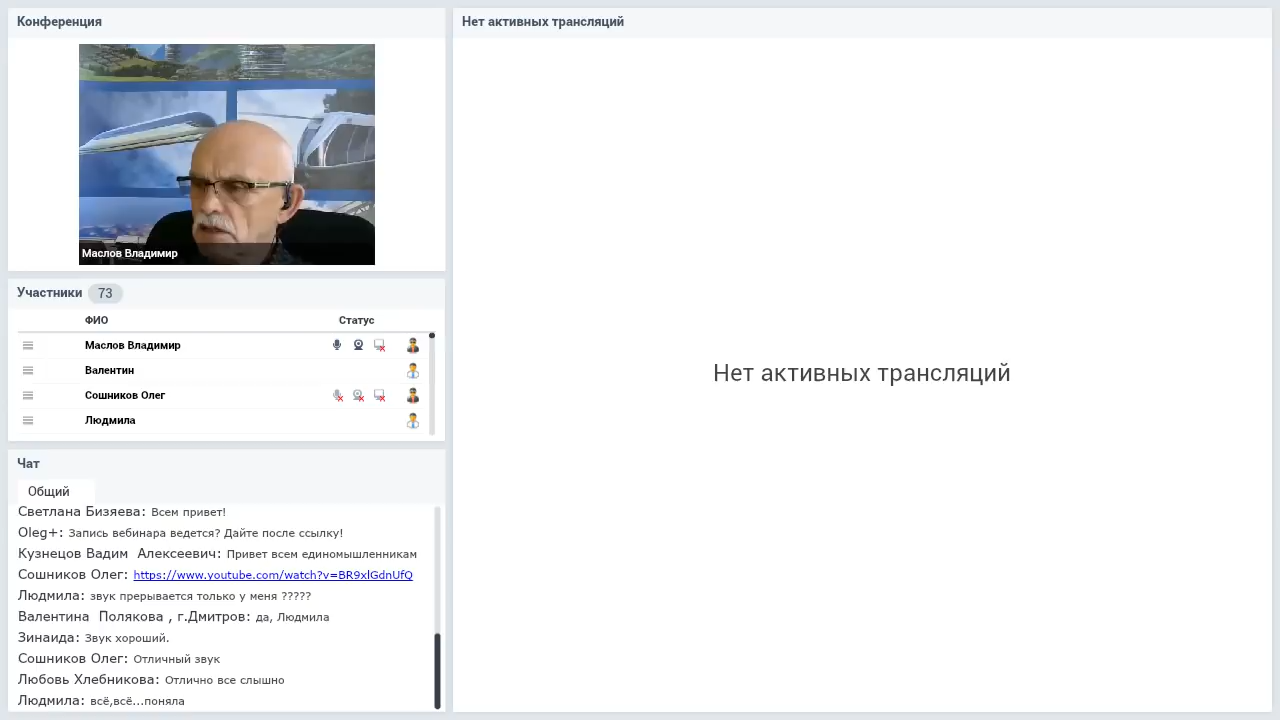 Конференция
Маслов Владимир
Участники 73
ФИО Статус
Маслов Владимир
Валентин
Сошников Олег
Людмила
Чат
Общий
Светлана Бизяева: Всем привет!
Oleg+: Запись вебинара ведется? Дайте после ссылку!
Кузнецов Вадим Алексеевич: Привет всем единомышленникам
Сошников Олег: https://www.youtube.com/watch?v=BR9xlGdnUfQ
Людмила: звук прерывается только у меня ?????
Валентина Полякова , г.Дмитров: да, Людмила
Зинаида: Звук хороший.
Сошников Олег: Отличный звук
Любовь Хлебникова: Отлично все слышно
Людмила: всё,всё...поняла
Нет активных трансляций
Нет активных трансляций